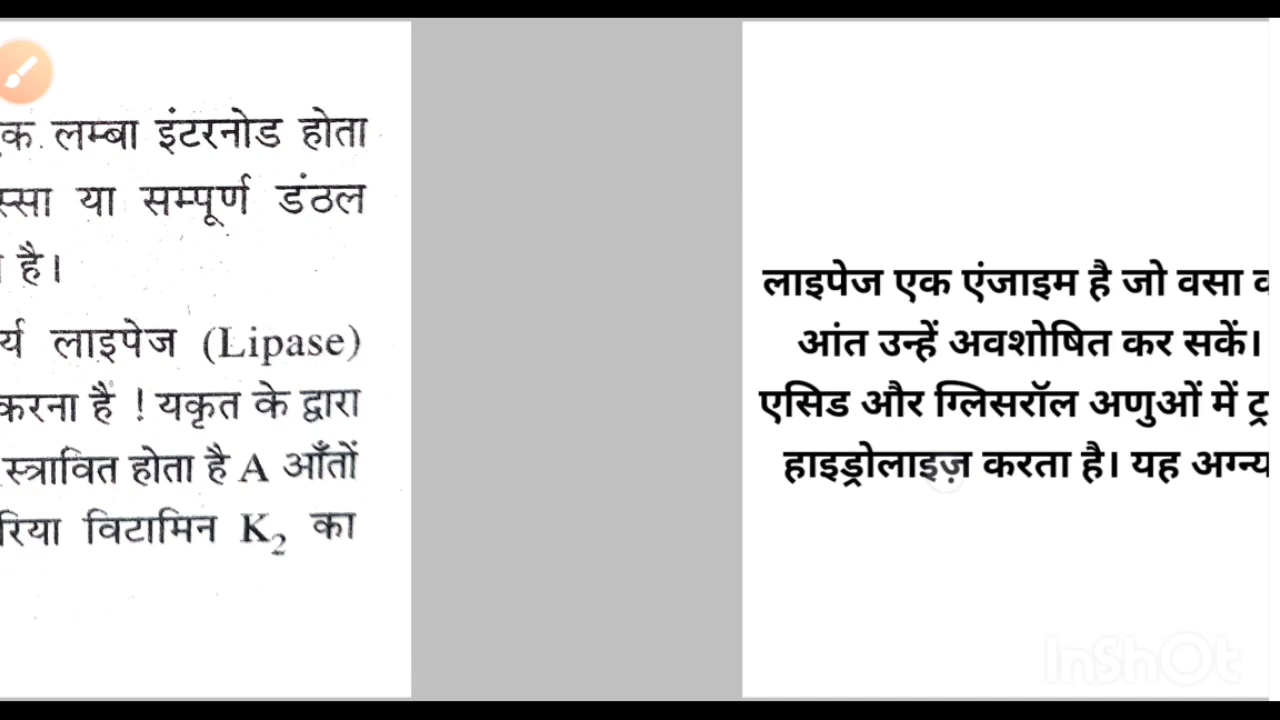 क. लम्बा इंटरनोड होता
स्सा या सम्पूर्ण डंठल
है।
र्य लाइपेज (Lipase)
करना है ! यकृत के द्वारा
स्त्रावित होता है A आँतों
रिया विटामिन K₂ का
लाइपेज एक एंजाइम है जो वसा
आंत उन्हें अवशोषित कर सकें।
एसिड और ग्लिसरॉल अणुओं में ट्र
हाइड्रोलाइज़ करता है। यह अग्न्य
InShOt